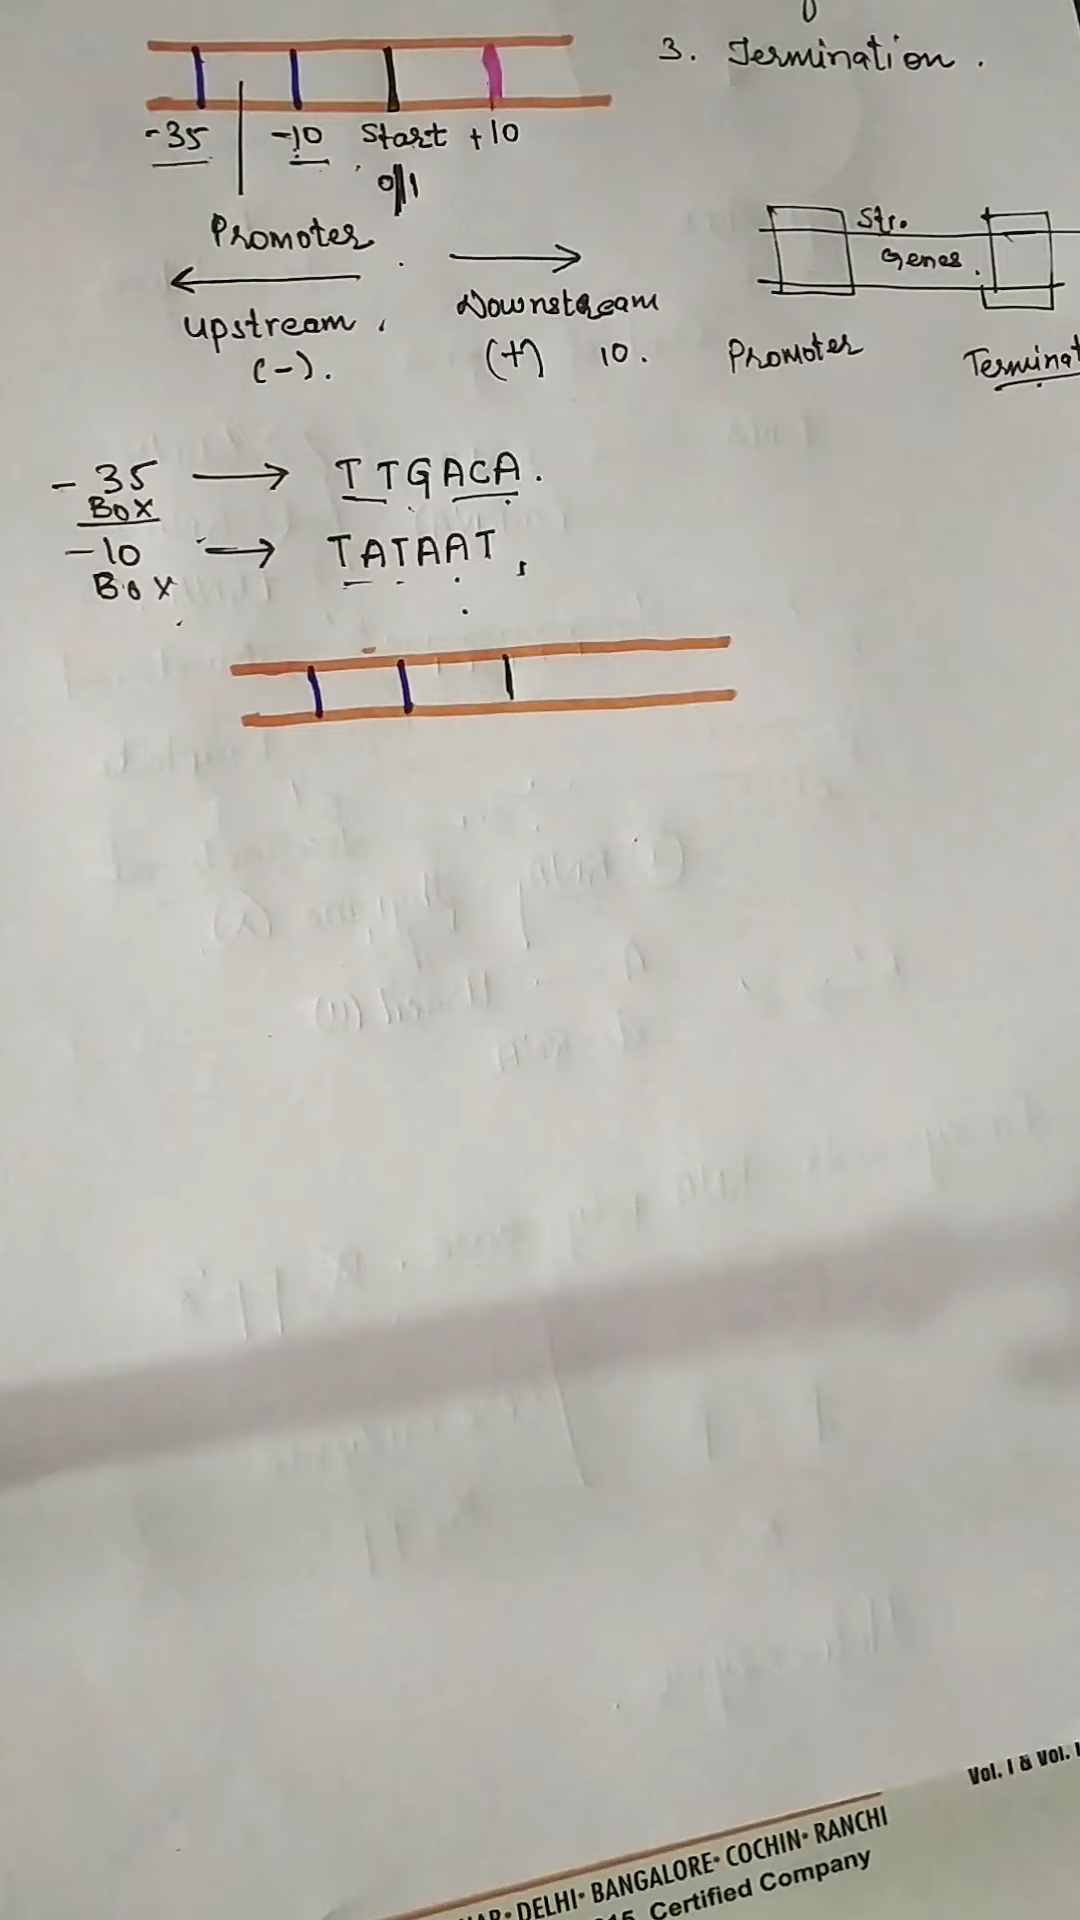 3. Termination.
-35 -10 Start +10
0/1
Promoter
Str.
Genes.
upstream.
(-).
Downstream
(+) 10.
Promoter
-35 → TTGACA.
Box
-10 → TATAAT,
Box
Vol. I & Vol.
DELHI• BANGALORE• COCHIN• RANCHI
Certified Company